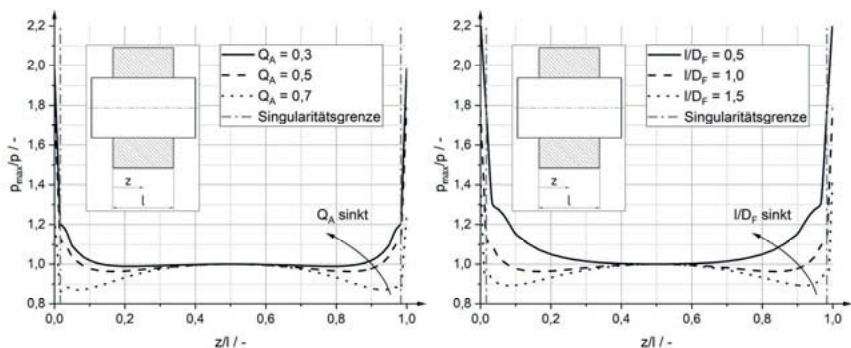 2,2
2,0
1,8
1,6
1,4
1,2
1,0
0,8
p_max/p / -
Q_A = 0,3
Q_A = 0,5
Q_A = 0,7
Singularitätsgrenze
z
l
Q_A sinkt
0,0 0,2 0,4 0,6 0,8 1,0
z/l / -
2,2
2,0
1,8
1,6
1,4
1,2
1,0
0,8
p_max/p / -
l/D_F = 0,5
l/D_F = 1,0
l/D_F = 1,5
Singularitätsgrenze
z
l
l/D_F sinkt
0,0 0,2 0,4 0,6 0,8 1,0
z/l / -